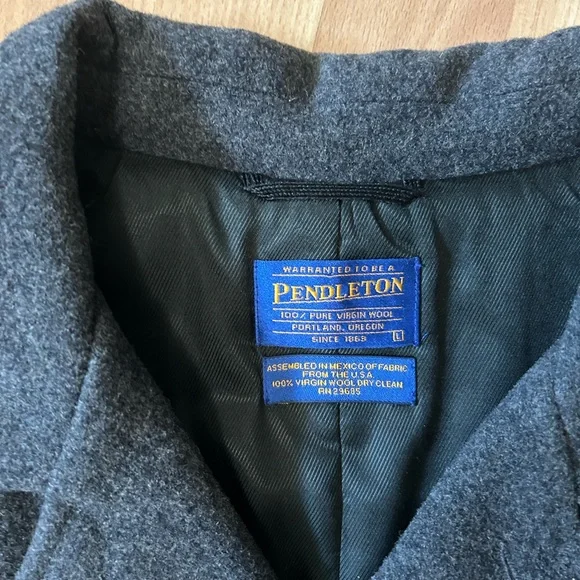 WARRANTED TO BE A
PENDLETON
100% PURE VIRGIN WOOL
PORTLAND, OREGON
SINCE 1863 L
ASSEMBLED IN MEXICO OF FABRIC
FROM THE U.S.A.
100% VIRGIN WOOL DRY CLEAN
RN 29685